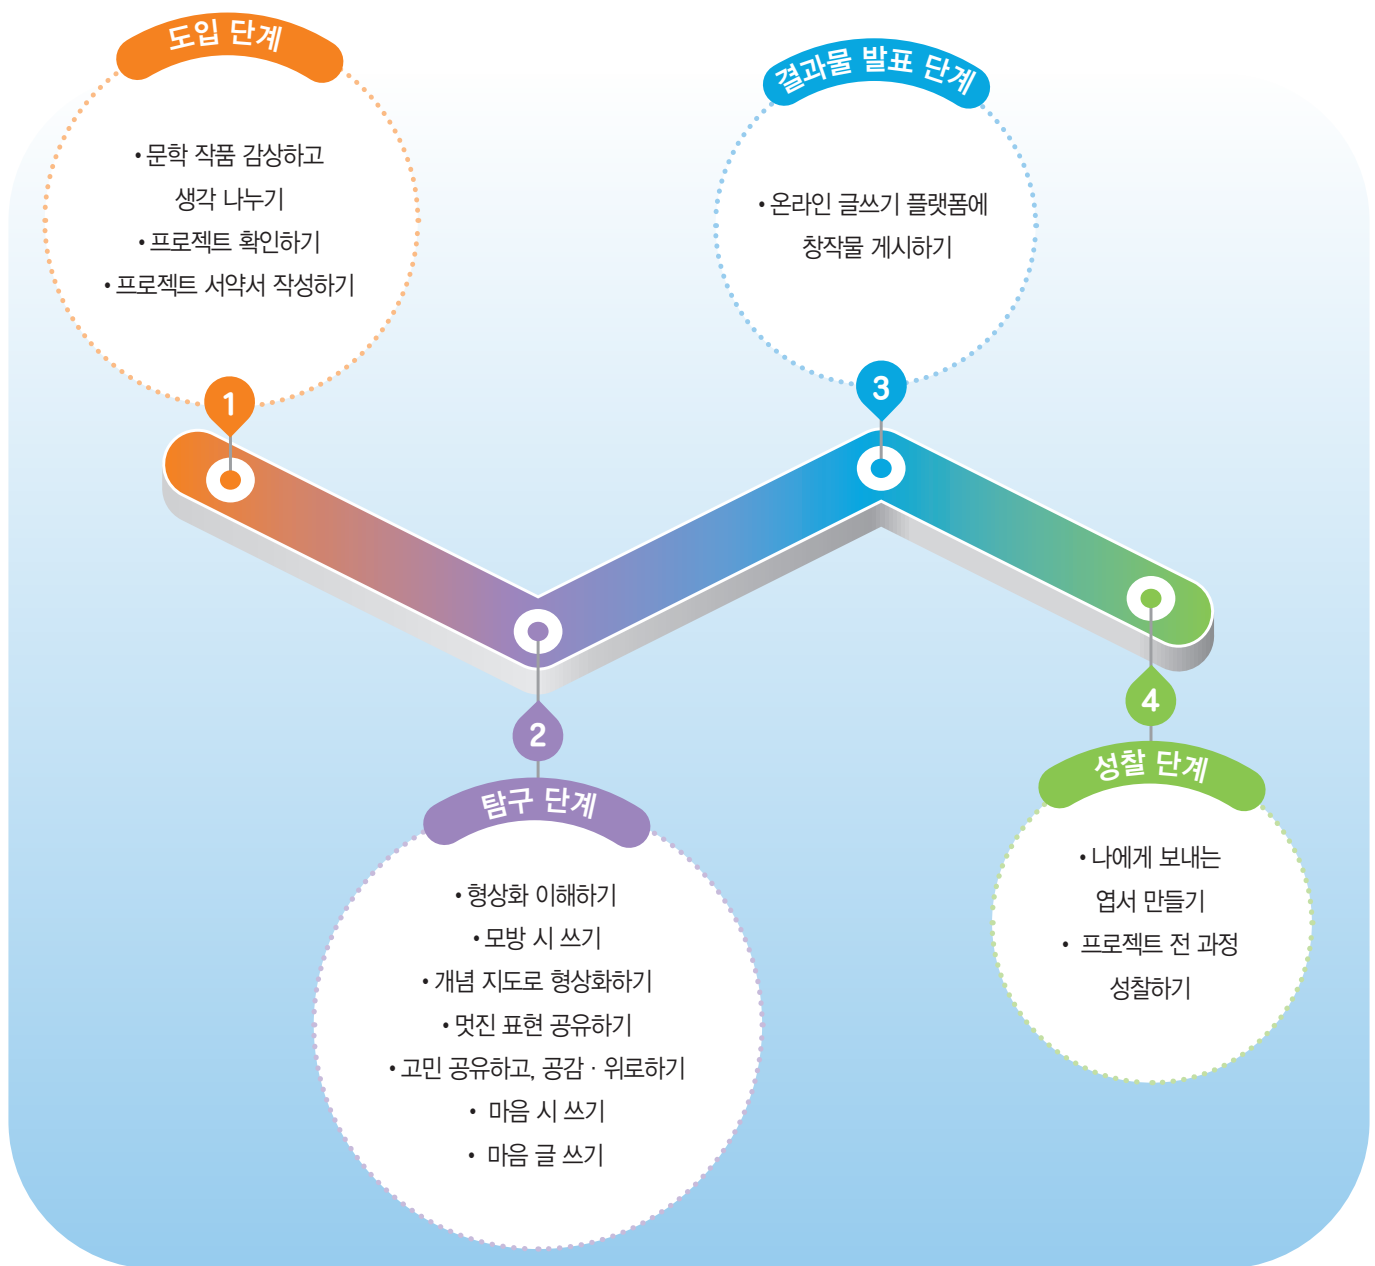 도입 단계
• 문학 작품 감상하고
생각 나누기
• 프로젝트 확인하기
• 프로젝트 서약서 작성하기
1
2
탐구 단계
• 형상화 이해하기
• 모방 시 쓰기
• 개념 지도로 형상화하기
• 멋진 표현 공유하기
• 고민 공유하고, 공감 · 위로하기
• 마음 시 쓰기
• 마음 글 쓰기
결과물 발표 단계
• 온라인 글쓰기 플랫폼에
창작물 게시하기
3
4
성찰 단계
• 나에게 보내는
엽서 만들기
• 프로젝트 전 과정
성찰하기